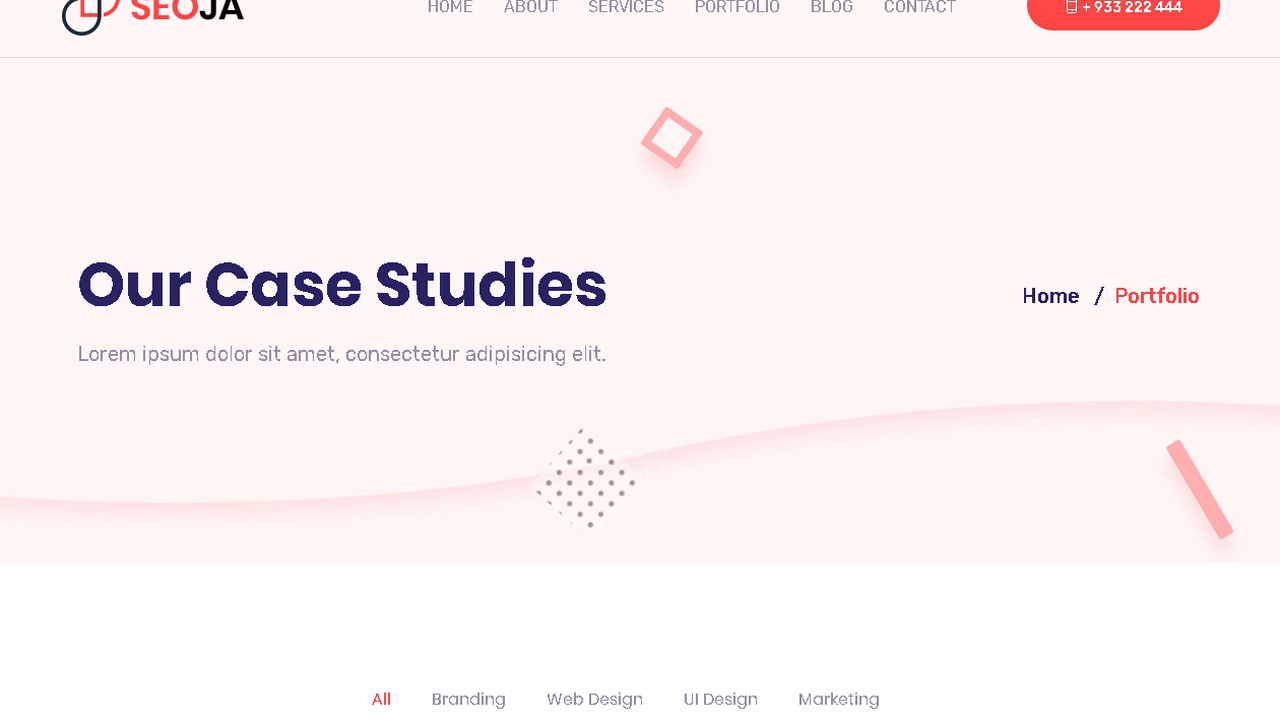 SEOJA
HOME ABOUT SERVICES PORTFOLIO BLOG CONTACT
+ 933 222 444
Our Case Studies
Home / Portfolio
Lorem ipsum dolor sit amet, consectetur adipisicing elit.
All Branding Web Design UI Design Marketing